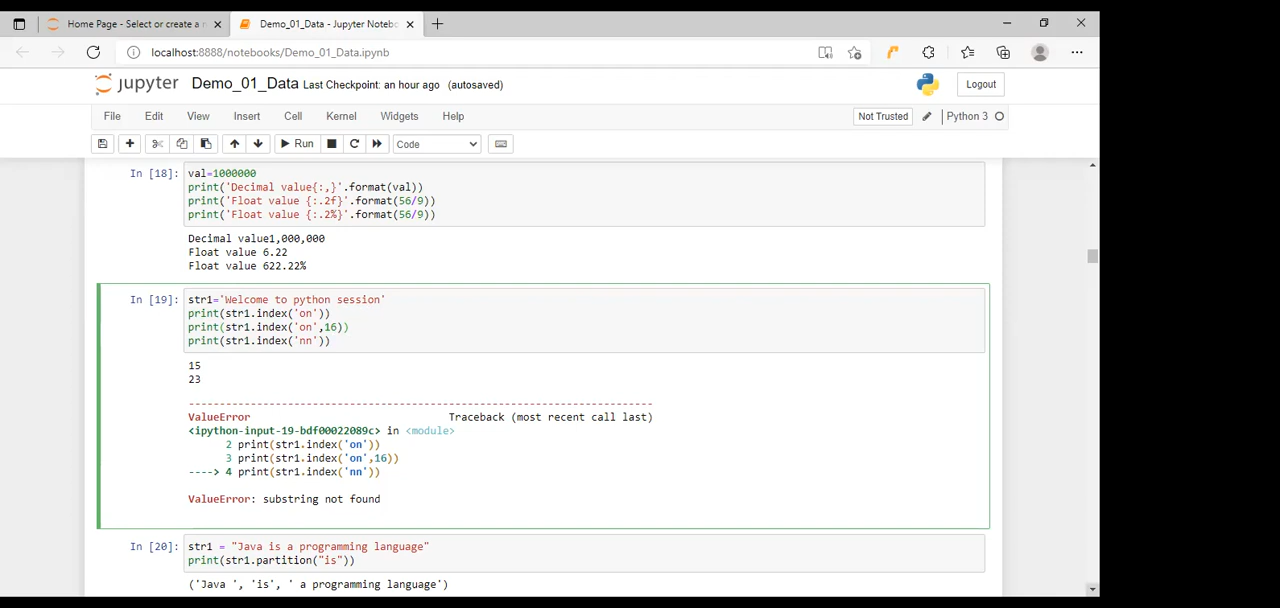 Home Page - Select or create a n
Demo_01_Data - Jupyter Notebo
localhost:8888/notebooks/Demo_01_Data.ipynb
jupyter Demo_01_Data Last Checkpoint: an hour ago (autosaved)
Logout
File Edit View Insert Cell Kernel Widgets Help
Not Trusted
Python 3
Run
Code
In [18]: val=1000000
print('Decimal value{:,}'.format(val))
print('Float value {:.2f}'.format(56/9))
print('Float value {:.2%}'.format(56/9))
Decimal value1,000,000
Float value 6.22
Float value 622.22%
In [19]: str1='Welcome to python session'
print(str1.index('on'))
print(str1.index('on',16))
print(str1.index('nn'))
15
23
---------------------------------------------------------------------------
ValueError Traceback (most recent call last)
<ipython-input-19-bdf00022089c> in <module>
2 print(str1.index('on'))
3 print(str1.index('on',16))
----> 4 print(str1.index('nn'))
ValueError: substring not found
In [20]: str1 = "Java is a programming language"
print(str1.partition("is"))
('Java ', 'is', ' a programming language')